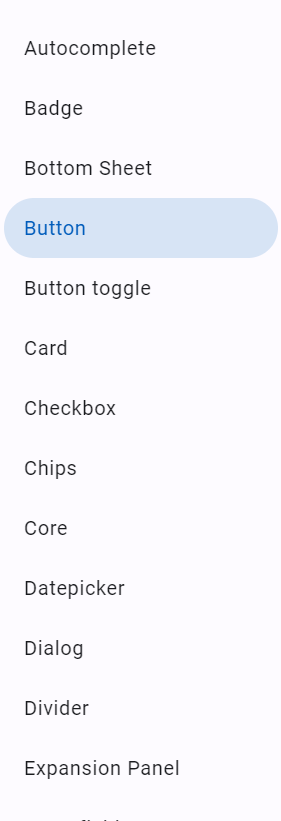 Autocomplete
Badge
Bottom Sheet
Button
Button toggle
Card
Checkbox
Chips
Core
Datepicker
Dialog
Divider
Expansion Panel